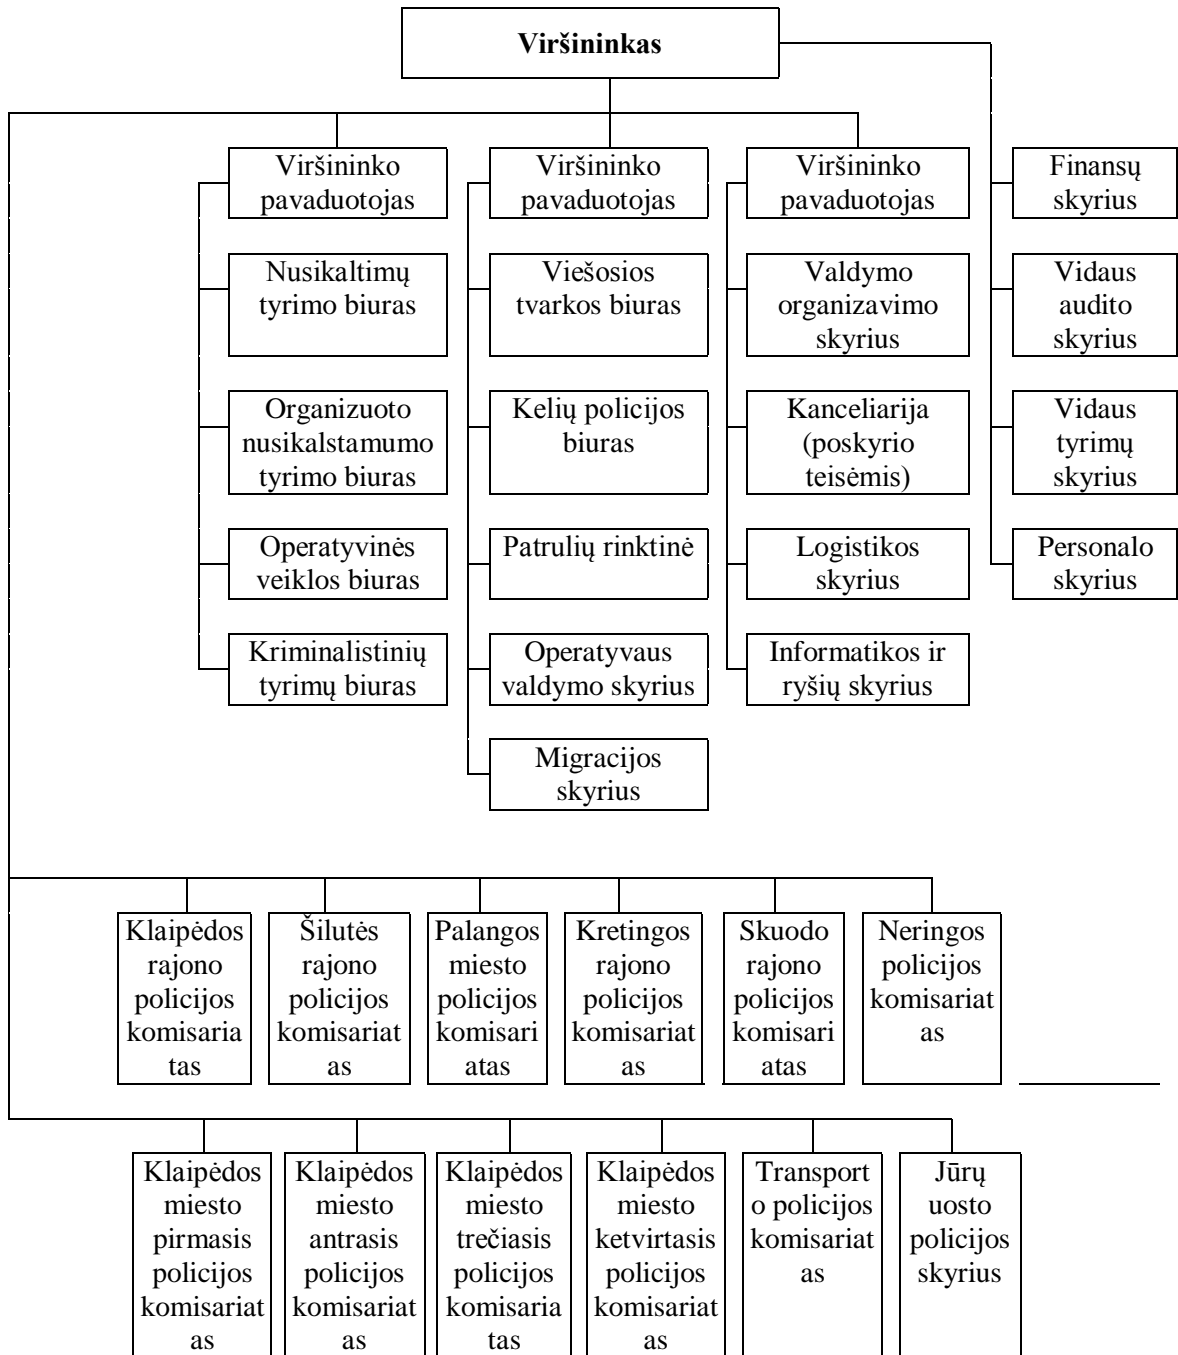 Viršininkas
Viršininko
pavaduotojas
Viršininko
pavaduotojas
Viršininko
pavaduotojas
Finansų
skyrius
Nusikaltimų
tyrimo biuras
Viešosios
tvarkos biuras
Valdymo
organizavimo
skyrius
Vidaus
audito
skyrius
Organizuoto
nusikalstamumo
tyrimo biuras
Kelių policijos
biuras
Kanceliarija
(poskyrio
teisėmis)
Vidaus
tyrimų
skyrius
Operatyvinės
veiklos biuras
Patrulių rinktinė
Logistikos
skyrius
Personalo
skyrius
Kriminalistinių
tyrimų biuras
Operatyvaus
valdymo skyrius
Informatikos ir
ryšių skyrius
Migracijos
skyrius
Klaipėdos
rajono
policijos
komisaria
tas
Šilutės
rajono
policijos
komisariat
as
Palangos
miesto
policijos
komisari
atas
Kretingos
rajono
policijos
komisariat
as
Skuodo
rajono
policijos
komisari
atas
Neringos
policijos
komisariat
as
Klaipėdos
miesto
pirmasis
policijos
komisariat
as
Klaipėdos
miesto
antrasis
policijos
komisariat
as
Klaipėdos
miesto
trečiasis
policijos
komisaria
tas
Klaipėdos
miesto
ketvirtasis
policijos
komisariat
as
Transport
o policijos
komisariat
as
Jūrų
uosto
policijos
skyrius